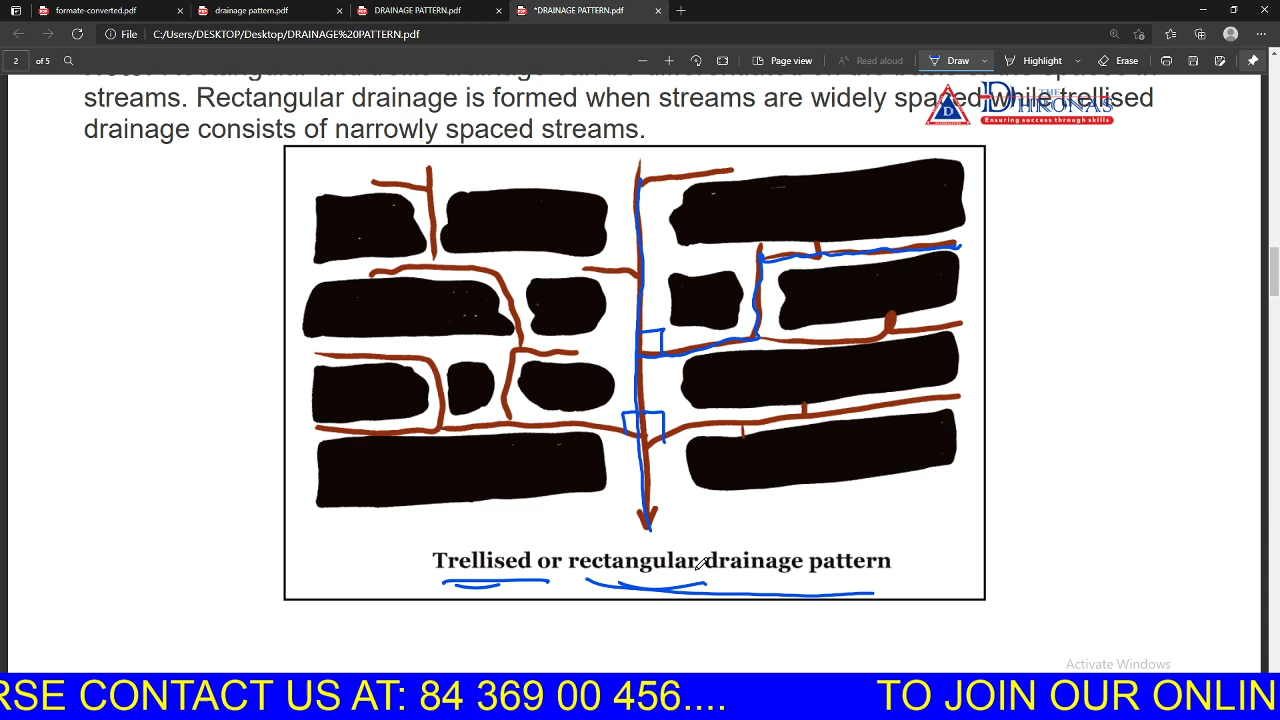 format-converted.pdf
drainage pattern.pdf
DRAINAGE PATTERN.pdf
*DRAINAGE PATTERN.pdf
File
C:/Users/DESKTOP/Desktop/DRAINAGE%20PATTERN.pdf
2 of 5
Page view
Read aloud
Draw
Highlight
Erase
streams. Rectangular drainage is formed when streams are widely spaced while trellised
drainage consists of narrowly spaced streams.
THE
DHRONAS
Ensuring success through skills
D
Trellised or rectangular drainage pattern
Activate Windows
RSE CONTACT US AT: 84 369 00 456.... TO JOIN OUR ONLIN